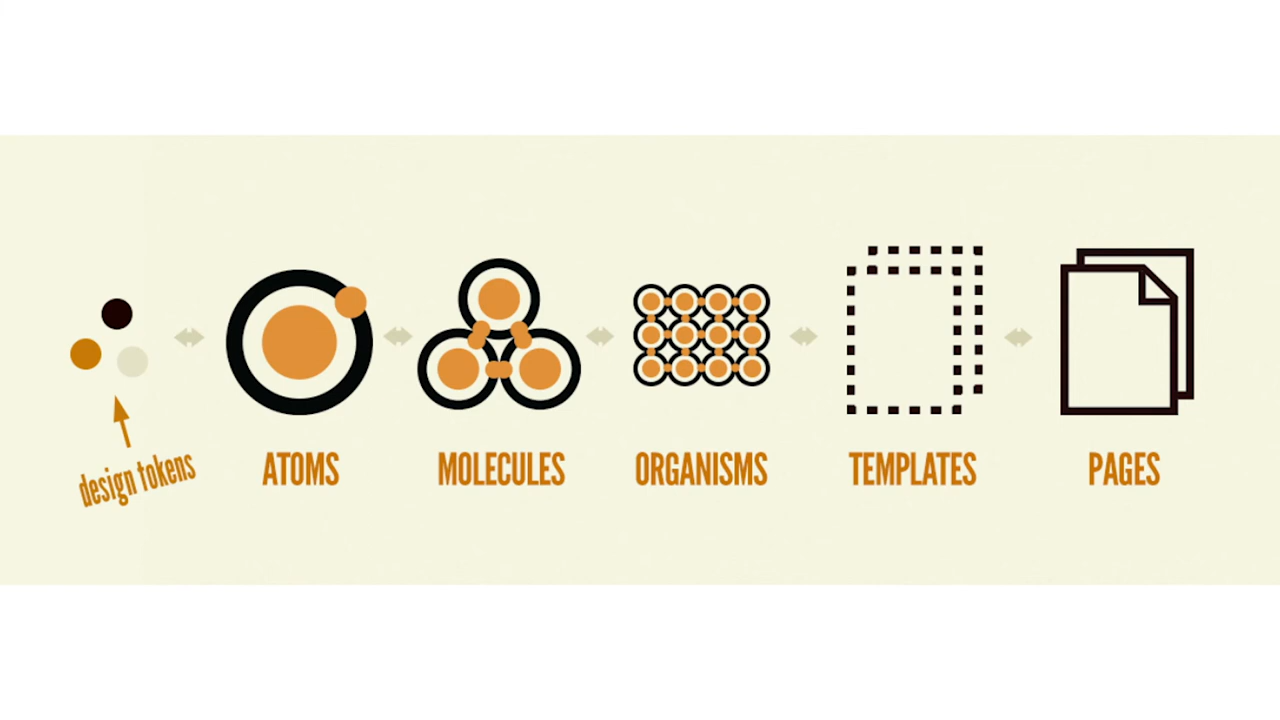 design tokens
ATOMS
MOLECULES
ORGANISMS
TEMPLATES
PAGES